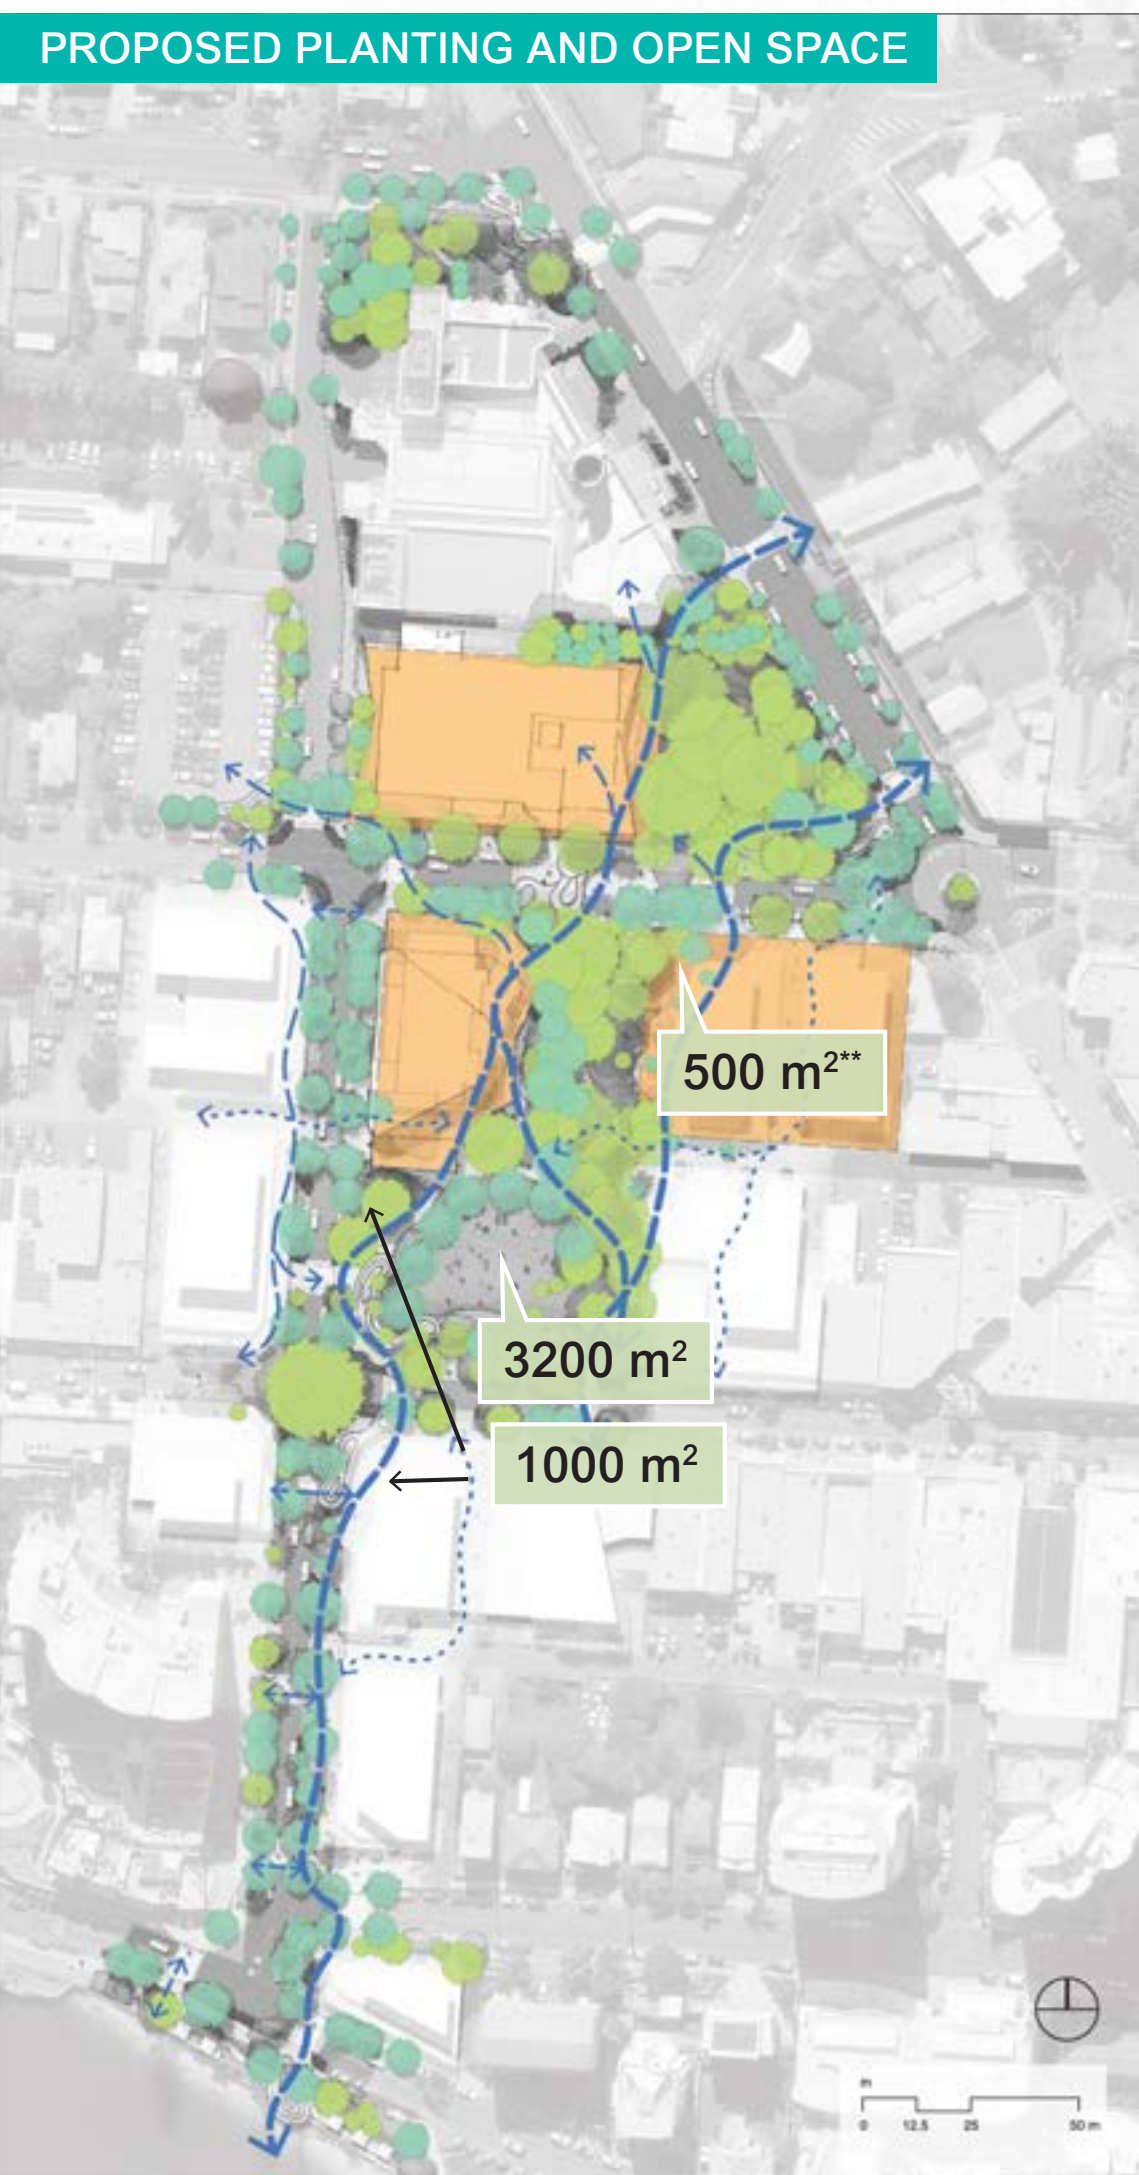 PROPOSED PLANTING AND OPEN SPACE
500 m²**
3200 m²
1000 m²
m
0 12.5 25 50 m